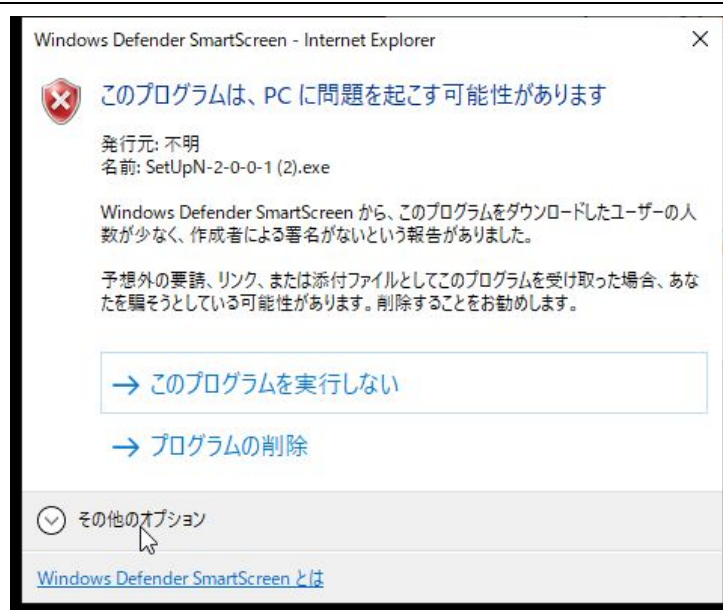 Windows Defender SmartScreen - Internet Explorer
このプログラムは、PC に問題を起こす可能性があります
発行元: 不明
名前: SetUpN-2-0-0-1 (2).exe
Windows Defender SmartScreen から、このプログラムをダウンロードしたユーザーの人
数が少なく、作成者による署名がないという報告がありました。
予想外の要請、リンク、または添付ファイルとしてこのプログラムを受け取った場合、あな
たを騙そうとしている可能性があります。削除することをお勧めします。
→ このプログラムを実行しない
→ プログラムの削除
その他のオプション
Windows Defender SmartScreen とは